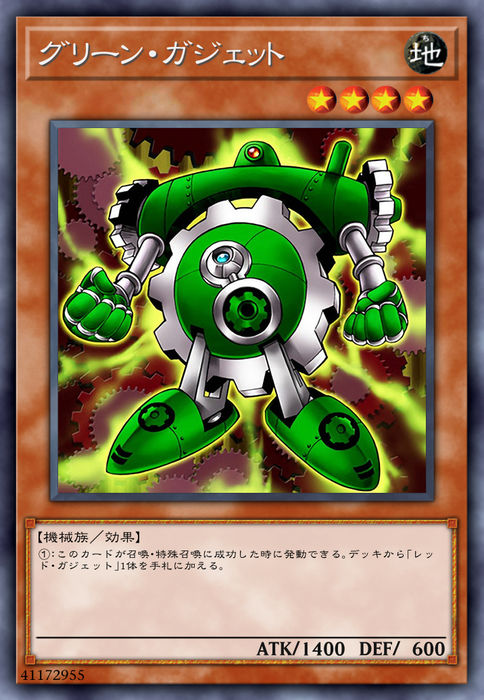 グリーン・ガジェット
ち
地
【機械族／効果】
①:このカードが召喚・特殊召喚に成功した時に発動できる。デッキから「レッ
ド・ガジェット」1体を手札に加える。
ATK/1400 DEF/ 600
41172955